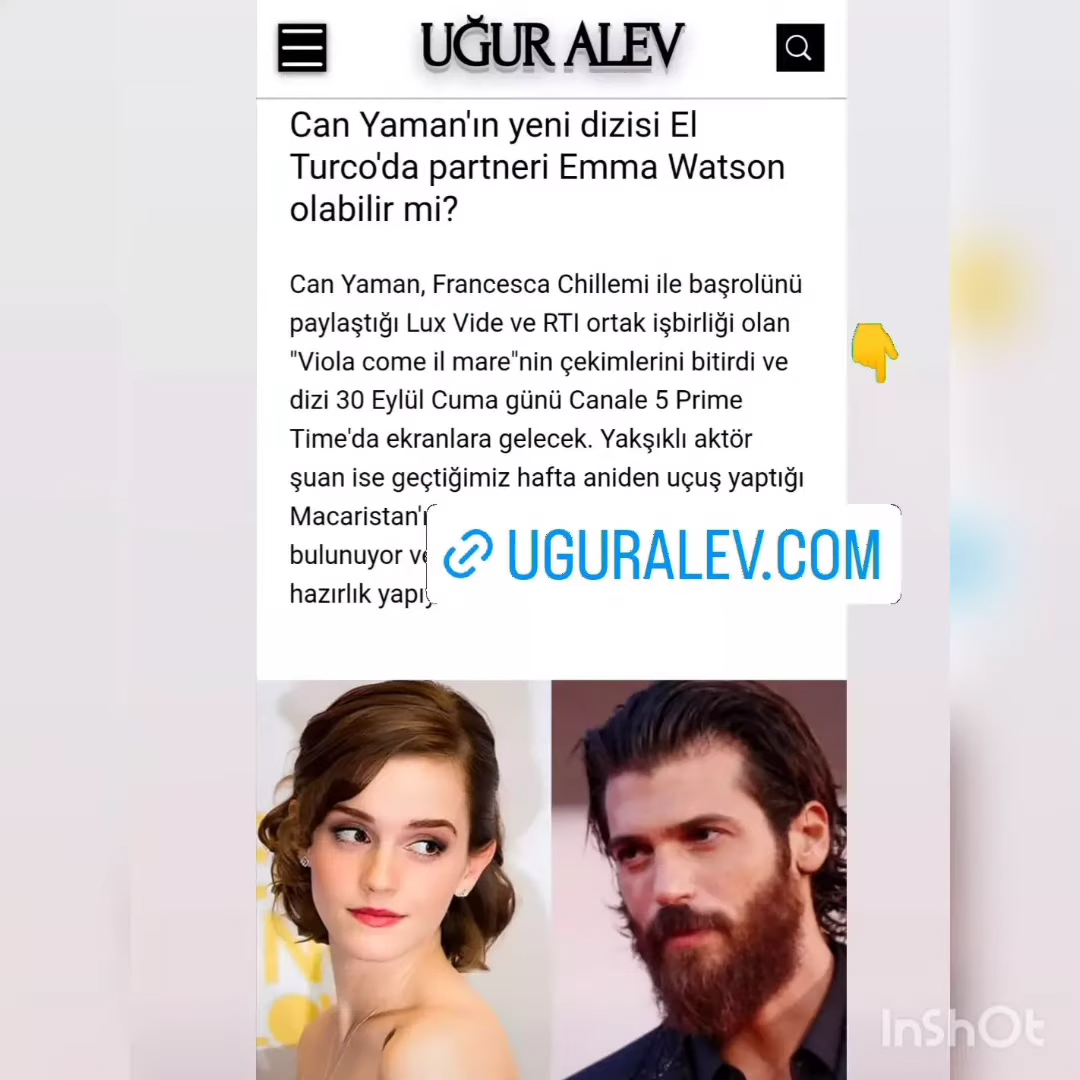 UĞUR ALEV
Can Yaman'ın yeni dizisi El
Turco'da partneri Emma Watson
olabilir mi?
Can Yaman, Francesca Chillemi ile başrolünü
paylaştığı Lux Vide ve RTI ortak işbirliği olan
"Viola come il mare"nin çekimlerini bitirdi ve
dizi 30 Eylül Cuma günü Canale 5 Prime
Time'da ekranlara gelecek. Yakşıklı aktör
şuan ise geçtiğimiz hafta aniden uçuş yaptığı
Macaristan'ı
bulunuyor
hazırlık
UGURALEV.COM
InShOt